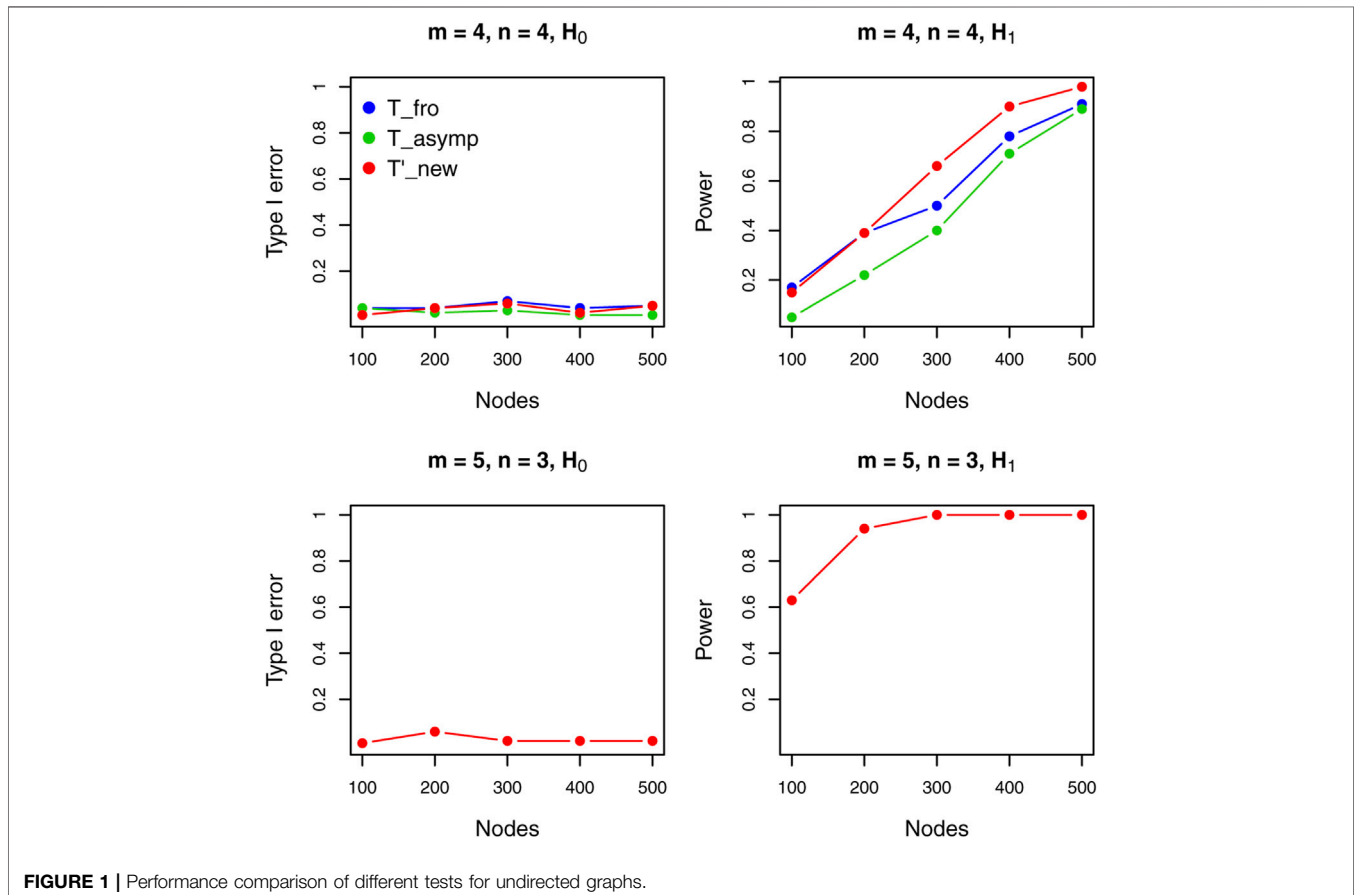 m = 4, n = 4, H₀
Type I error
1
0.8
0.6
0.4
0.2
T_fro
T_asymp
T'_new
100 200 300 400 500
Nodes
m = 4, n = 4, H₁
Power
1
0.8
0.6
0.4
0.2
100 200 300 400 500
Nodes
m = 5, n = 3, H₀
Type I error
1
0.8
0.6
0.4
0.2
100 200 300 400 500
Nodes
m = 5, n = 3, H₁
Power
1
0.8
0.6
0.4
0.2
100 200 300 400 500
Nodes
FIGURE 1 | Performance comparison of different tests for undirected graphs.